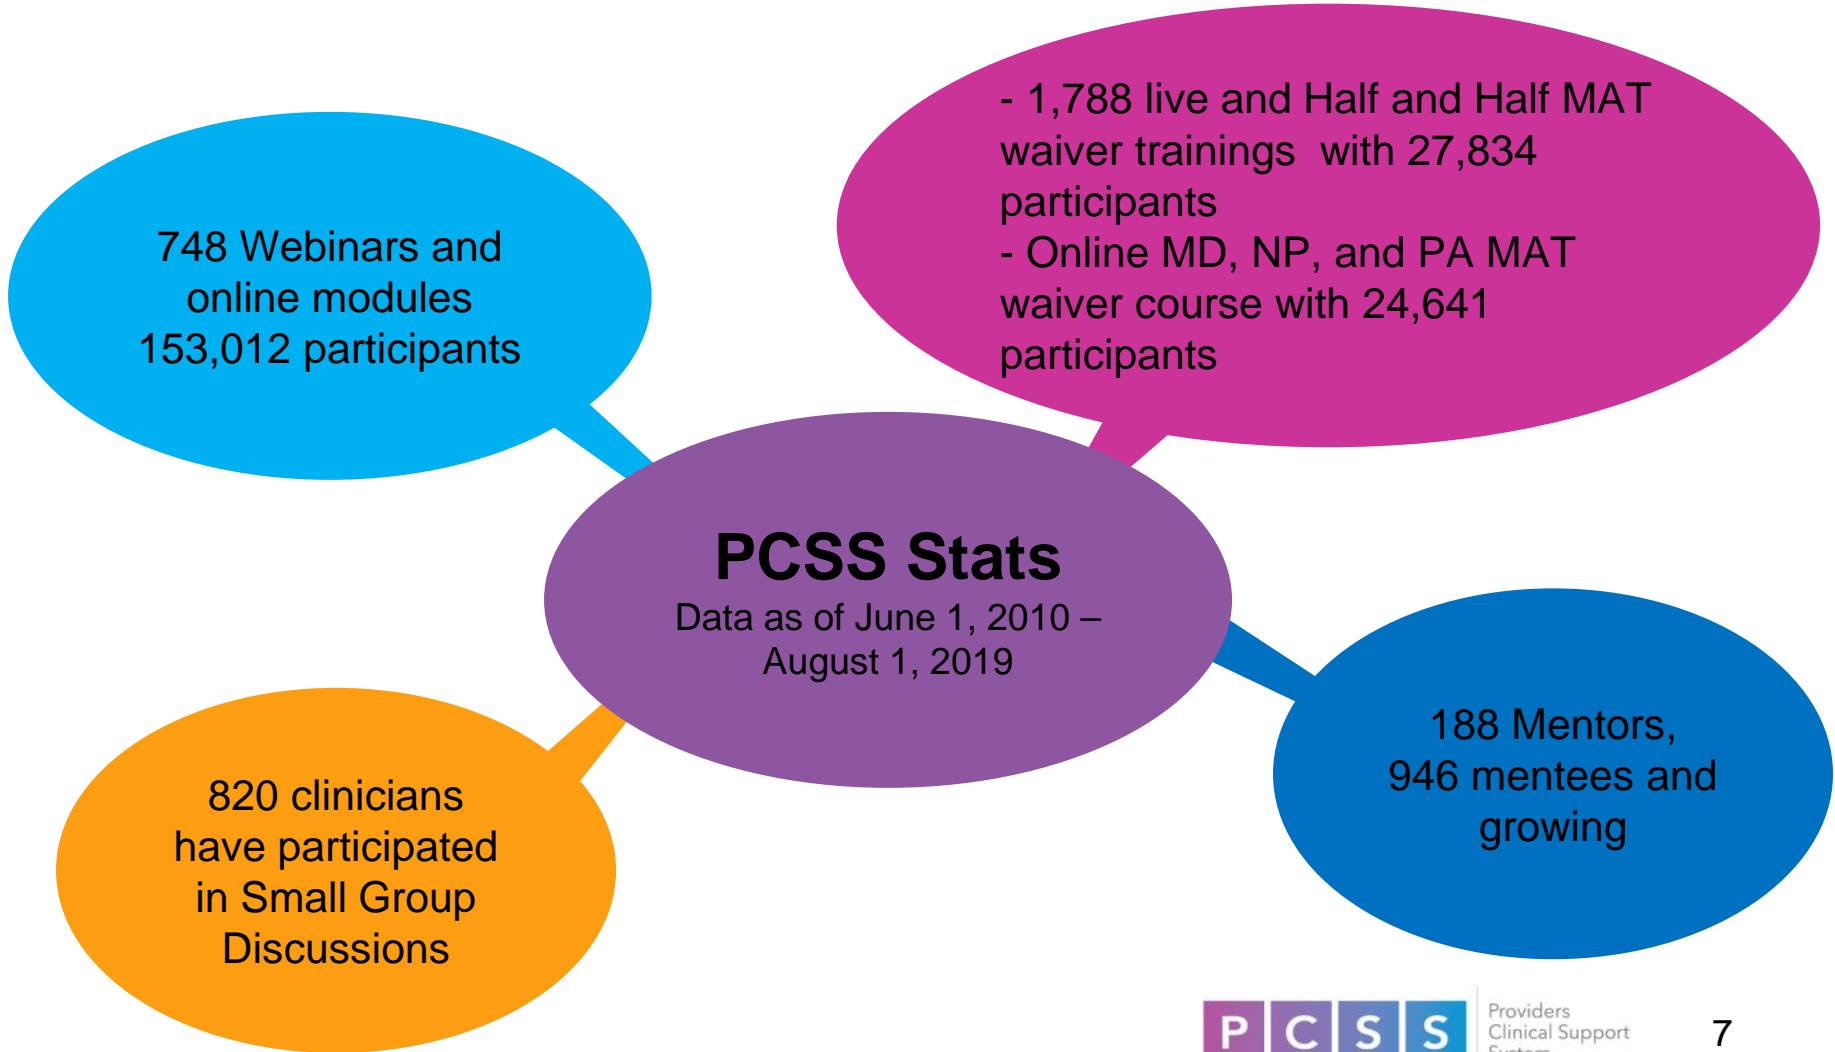 748 Webinars and
online modules
153,012 participants
- 1,788 live and Half and Half MAT
waiver trainings with 27,834
participants
- Online MD, NP, and PA MAT
waiver course with 24,641
participants
PCSS Stats
Data as of June 1, 2010 –
August 1, 2019
820 clinicians
have participated
in Small Group
Discussions
188 Mentors,
946 mentees and
growing
PCSS
Providers
Clinical Support
System
7